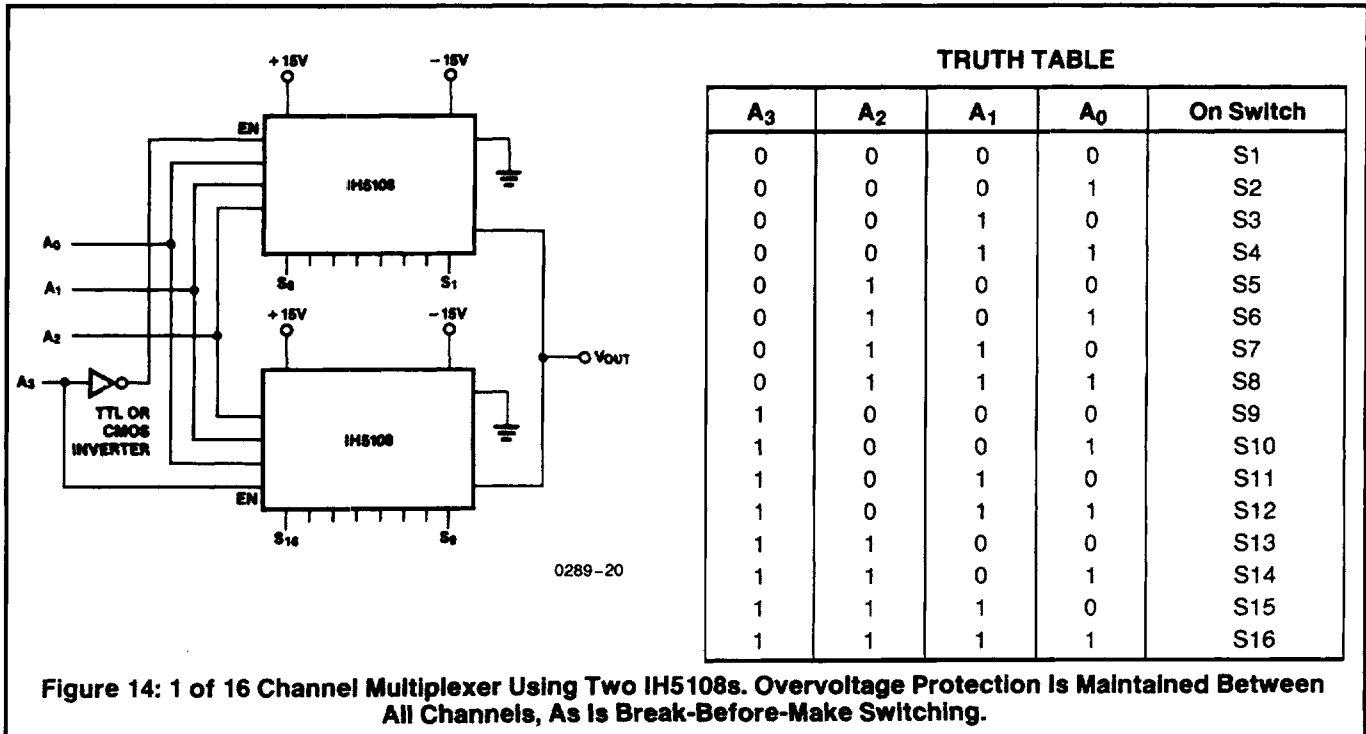 +15V
-15V
EN
IH5108
A0
A1
A2
A3
S8
S1
+15V
-15V
VOUT
TTL OR
CMOS
INVERTER
IH5108
EN
S16
S9
0289-20
TRUTH TABLE
A3 A2 A1 A0 On Switch
0 0 0 0 S1
0 0 0 1 S2
0 0 1 0 S3
0 0 1 1 S4
0 1 0 0 S5
0 1 0 1 S6
0 1 1 0 S7
0 1 1 1 S8
1 0 0 0 S9
1 0 0 1 S10
1 0 1 0 S11
1 0 1 1 S12
1 1 0 0 S13
1 1 0 1 S14
1 1 1 0 S15
1 1 1 1 S16
Figure 14: 1 of 16 Channel Multiplexer Using Two IH5108s. Overvoltage Protection Is Maintained Between
All Channels, As Is Break-Before-Make Switching.